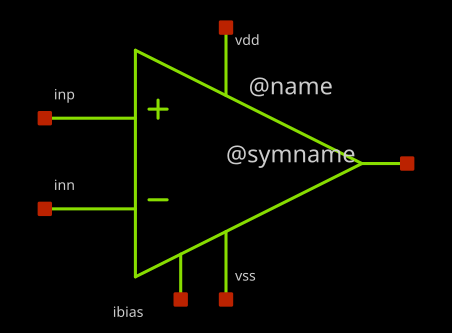 vdd
@name
inp
+
@symname
inn
-
vss
ibias